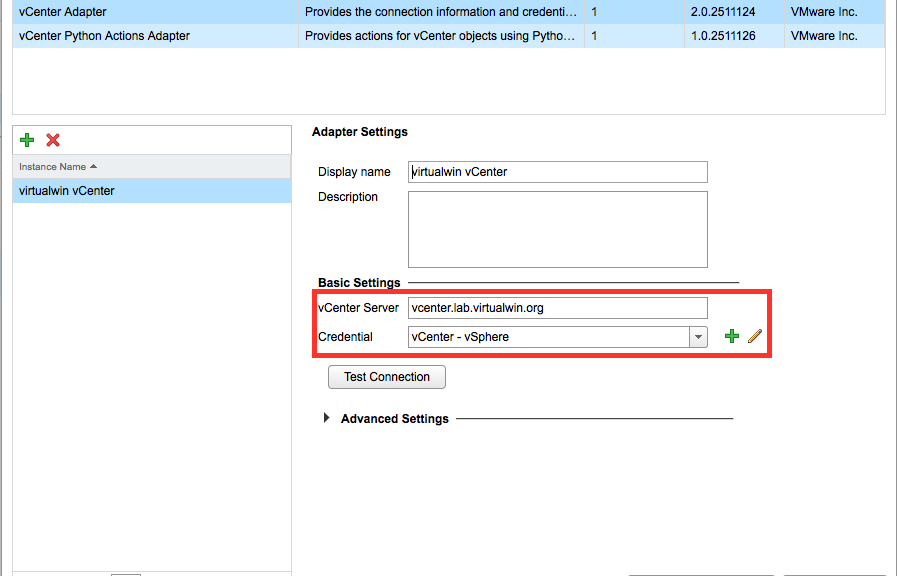 vCenter Adapter Provides the connection information and credenti... 1 2.0.2511124 VMware Inc.
vCenter Python Actions Adapter Provides actions for vCenter objects using Pytho... 1 1.0.2511126 VMware Inc.
Adapter Settings
Instance Name
virtualwin vCenter
Display name virtualwin vCenter
Description
Basic Settings
vCenter Server vcenter.lab.virtualwin.org
Credential vCenter - vSphere
Test Connection
Advanced Settings